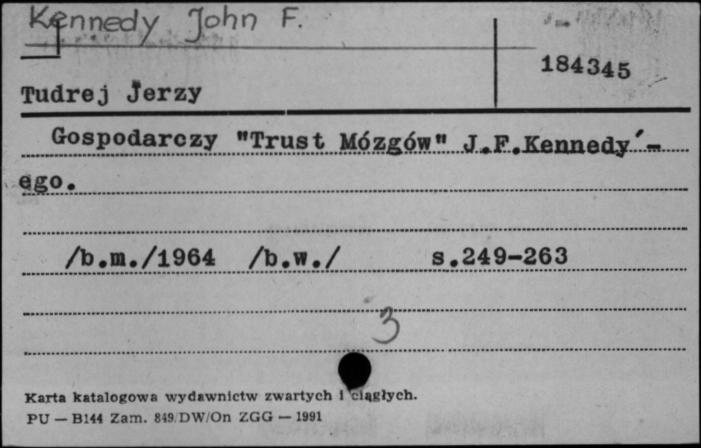 Kennedy John F.
184345
Tudrej Jerzy
Gospodarczy "Trust Mózgów" J.F.Kennedy´-
ego.
/b.m./1964 /b.w./ s.249-263
3
Karta katalogowa wydawnictw zwartych i ciągłych.
PU — B144 Zam. 849/DW/On ZGG — 1991